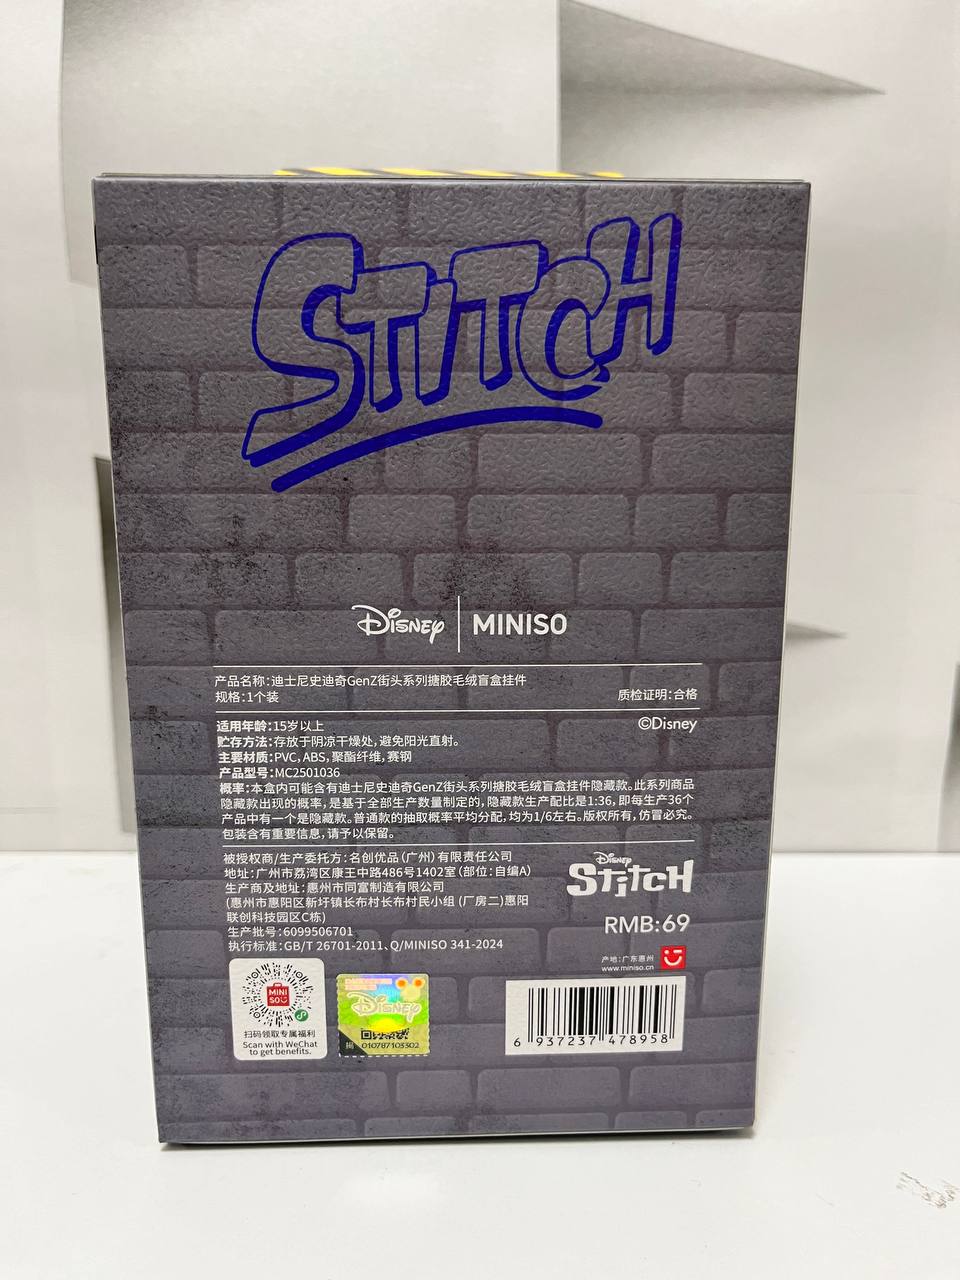 STITCH
Disney | MINISO
产品名称:迪士尼史迪奇GenZ街头系列搪胶毛绒盲盒挂件
规格:1个装
质检证明:合格
适用年龄:15岁以上
©Disney
贮存方法:存放于阴凉干燥处,避免阳光直射。
主要材质:PVC,ABS,聚酯纤维,赛钢
产品型号:MC2501036
概率:本盒内可能含有迪士尼史迪奇GenZ街头系列搪胶毛绒盲盒挂件隐藏款。此系列商品
隐藏款出现的概率,是基于全部生产数量制定的,隐藏款生产配比是1:36,即每生产36个
产品中有一个是隐藏款。普通款的抽取概率平均分配,均为1/6左右。版权所有,仿冒必究。
包装含有重要信息,请予以保留。
被授权商/生产委托方:名创优品(广州)有限责任公司
地址:广州市荔湾区康王中路486号1402室(部位:自编A)
生产商及地址:惠州市同富制造有限公司
(惠州市惠阳区新圩镇长布村长布村民小组(厂房二)惠阳
联创科技园区C栋)
生产批号:6099506701
执行标准:GB/T 26701-2011、Q/MINISO 341-2024
Disney
Stitch
RMB:69
产地:广东惠州
www.miniso.cn
MINI
SO
扫码领取专属福利
Scan with WeChat
to get benefits.
Disney
010787103302
6 937237 478958